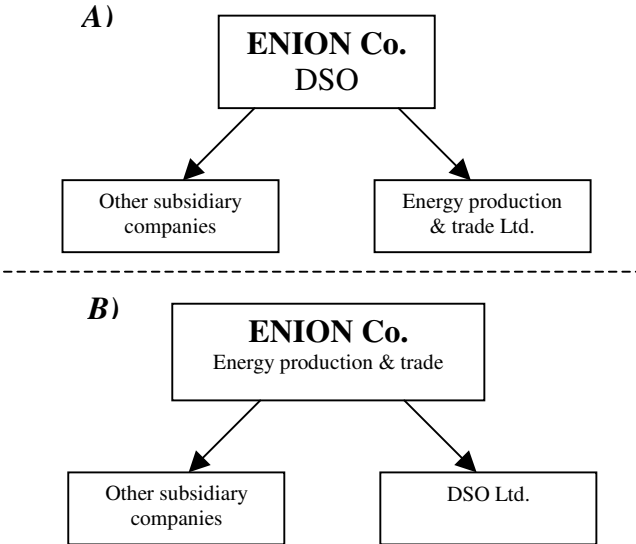 A)
ENION Co.
DSO
Other subsidiary
companies
Energy production
& trade Ltd.
B)
ENION Co.
Energy production & trade
Other subsidiary
companies
DSO Ltd.